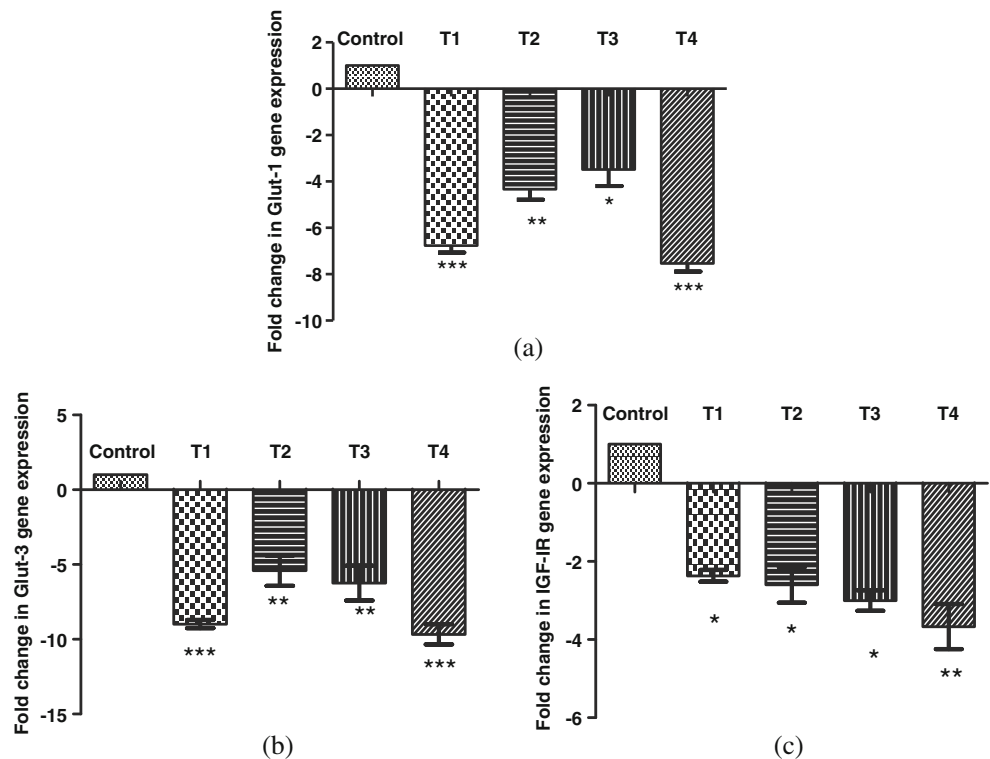 Fold change in Glut-1 gene expression
Control T1 T2 T3 T4
2
0
-2
-4
-6
-8
-10
*** ** * ***
(a)
Fold change in Glut-3 gene expression
Control T1 T2 T3 T4
5
0
-5
-10
-15
*** ** ** ***
(b)
Fold change in IGF-IR gene expression
Control T1 T2 T3 T4
2
0
-2
-4
-6
* * * **
(c)